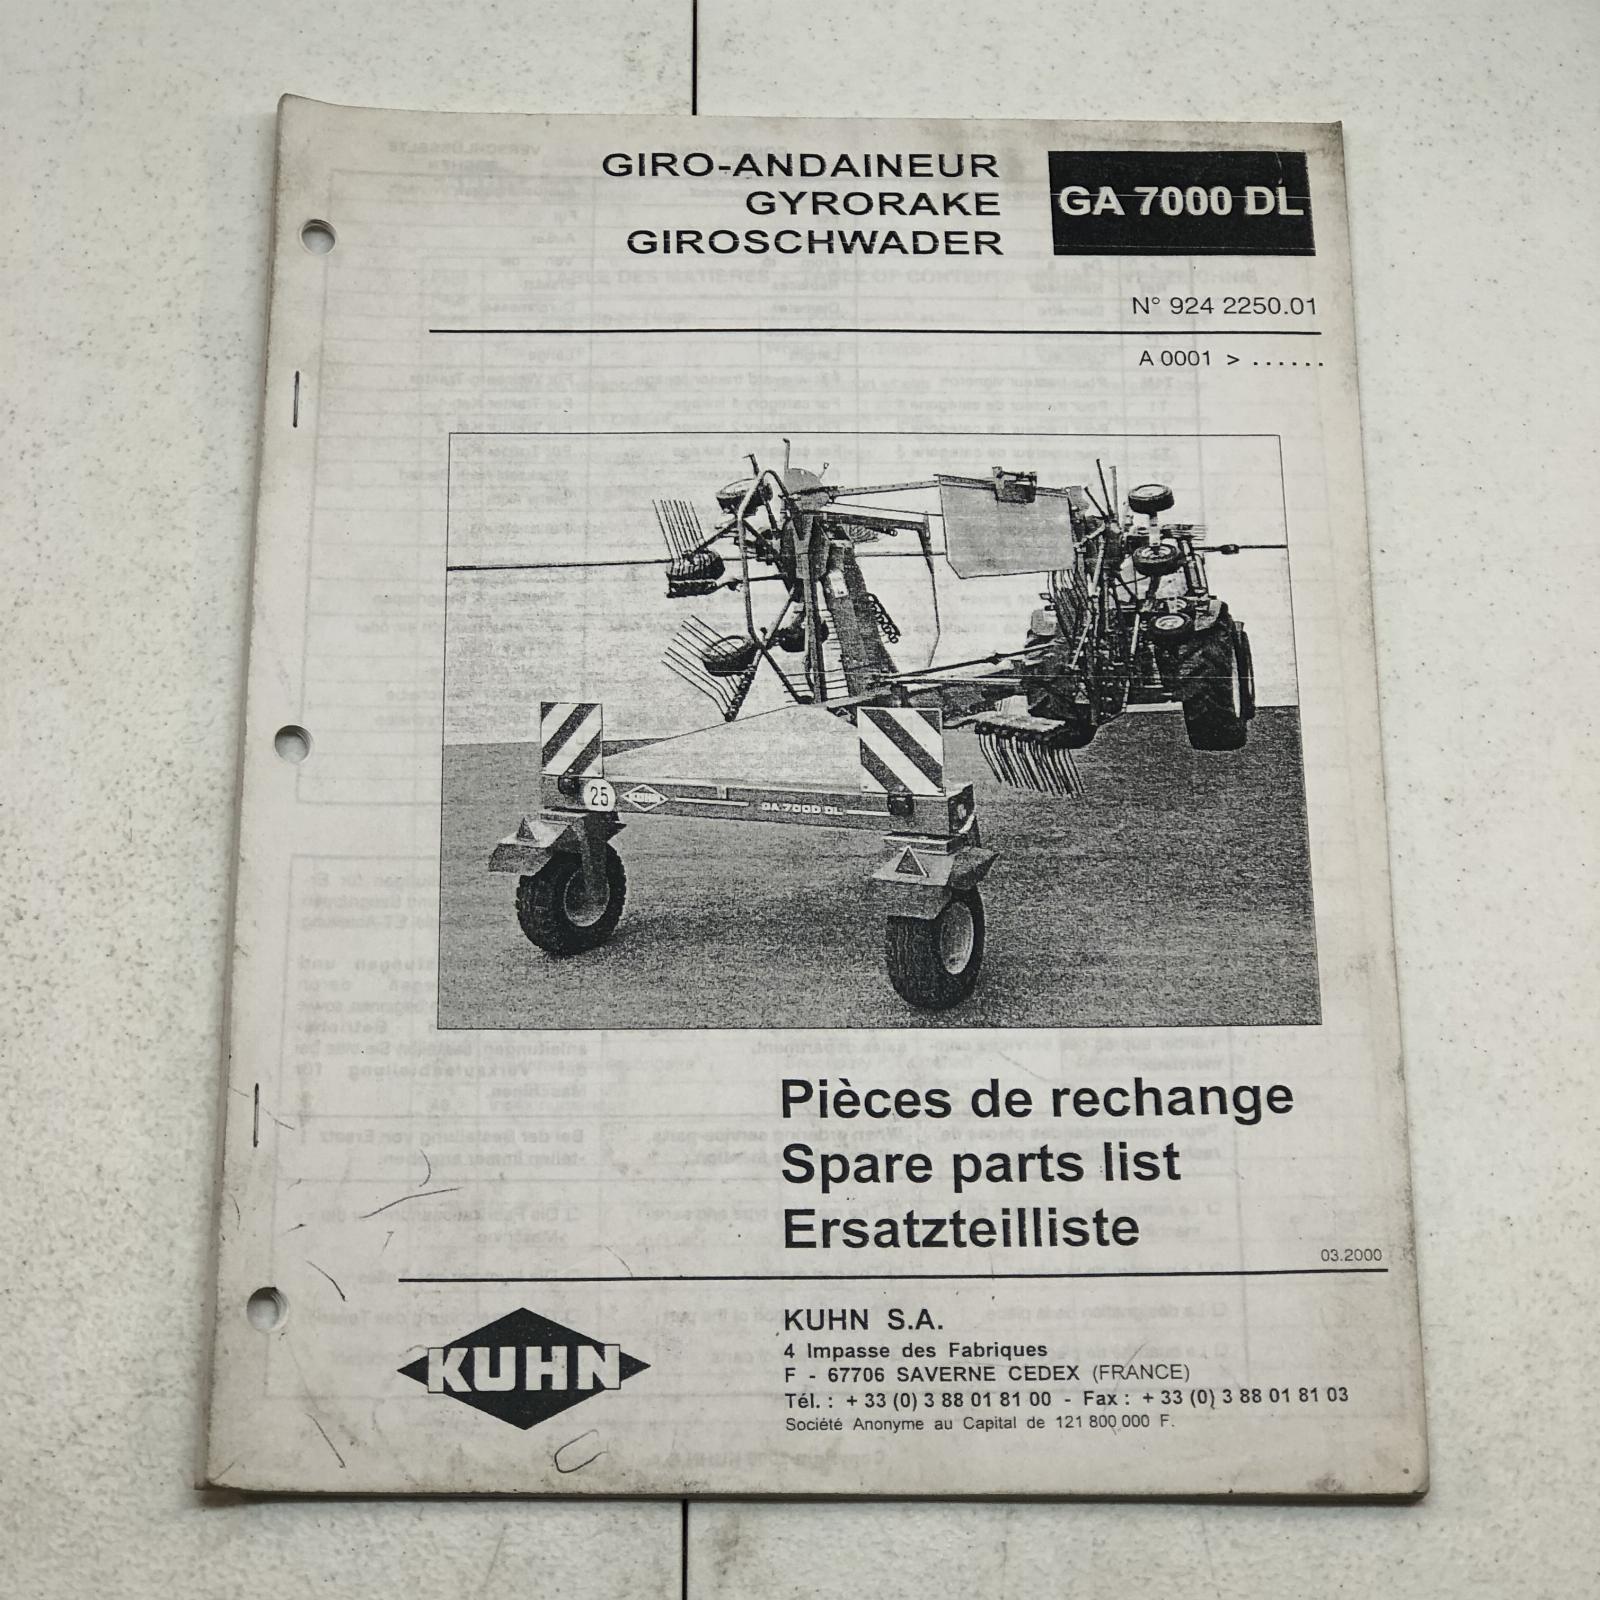 GIRO-ANDAINEUR
GYRORAKE
GIROSCHWADER
GA 7000 DL
N° 924 2250.01
A 0001 > ......
25
KUHN
GA 7000 DL
Pièces de rechange
Spare parts list
Ersatzteilliste
03.2000
KUHN
KUHN S.A.
4 Impasse des Fabriques
F - 67706 SAVERNE CEDEX (FRANCE)
Tél. : + 33 (0) 3 88 01 81 00 - Fax : + 33 (0) 3 88 01 81 03
Société Anonyme au Capital de 121 800 000 F.